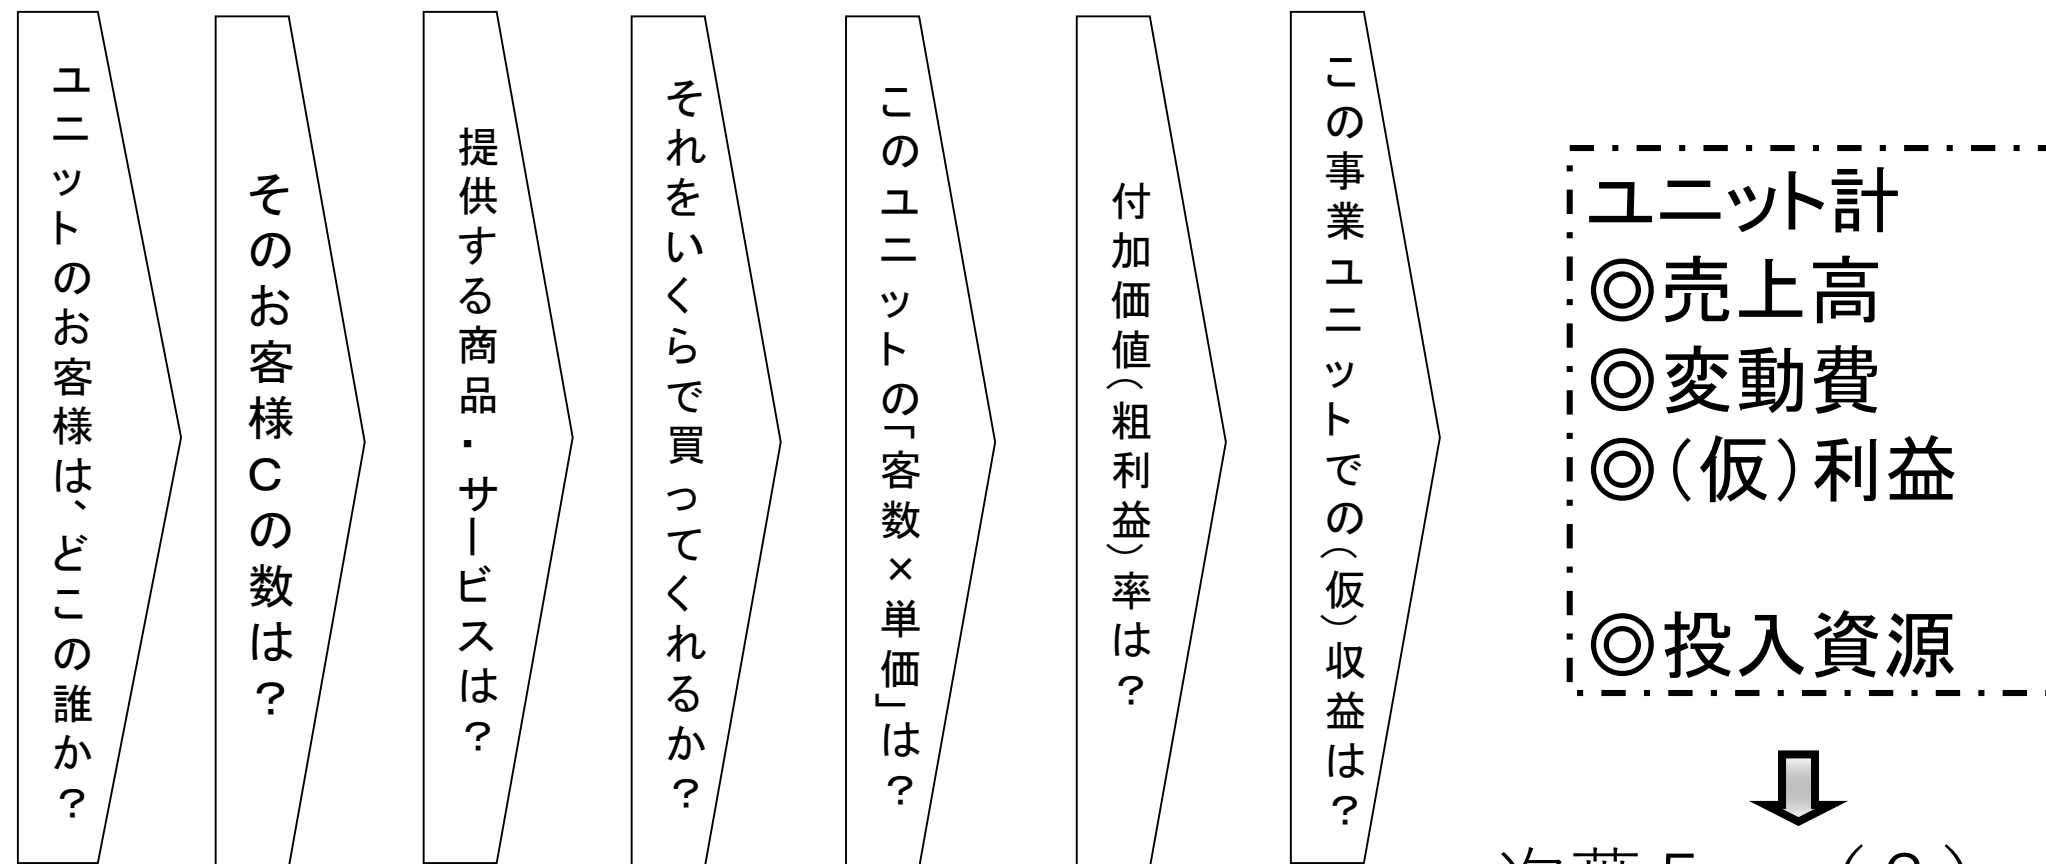 ユニットのお客様は、どこの誰か？
そのお客様Ｃの数は？
提供する商品・サービスは？
それをいくらで買ってくれるか？
このユニットの「客数×単価」は？
付加価値（粗利益）率は？
この事業ユニットでの（仮）収益は？
ユニット計
◎売上高
◎変動費
◎（仮）利益
◎投入資源